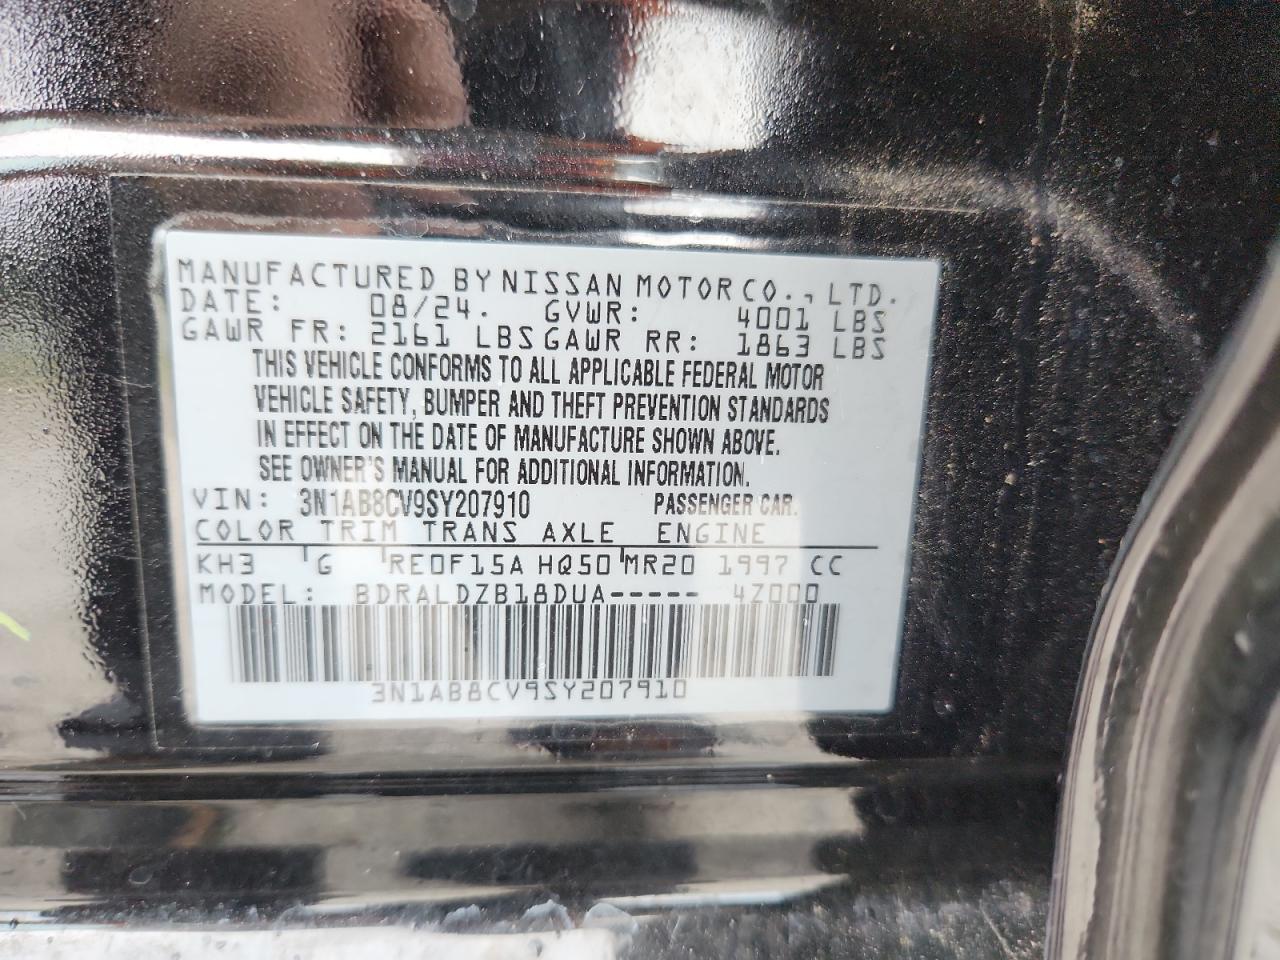 MANUFACTURED BY NISSAN MOTOR CO., LTD.
DATE: 08/24. GVWR: 4001 LBS
GAWR FR: 2161 LBS GAWR RR: 1863 LBS
THIS VEHICLE CONFORMS TO ALL APPLICABLE FEDERAL MOTOR
VEHICLE SAFETY, BUMPER AND THEFT PREVENTION STANDARDS
IN EFFECT ON THE DATE OF MANUFACTURE SHOWN ABOVE.
SEE OWNER'S MANUAL FOR ADDITIONAL INFORMATION.
VIN: 3N1AB8CV9SY207910 PASSENGER CAR.
COLOR TRIM TRANS AXLE ENGINE
KH3 G RE0F15A HQ50 MR20 1997 CC
MODEL: BDRALDZB18DUA----- 4Z000
3N1AB8CV9SY207910